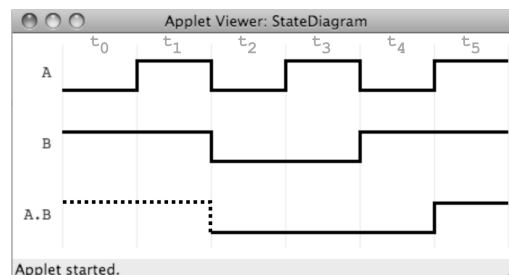 Applet Viewer: StateDiagram
t0 t1 t2 t3 t4 t5
A
B
A.B
Applet started.